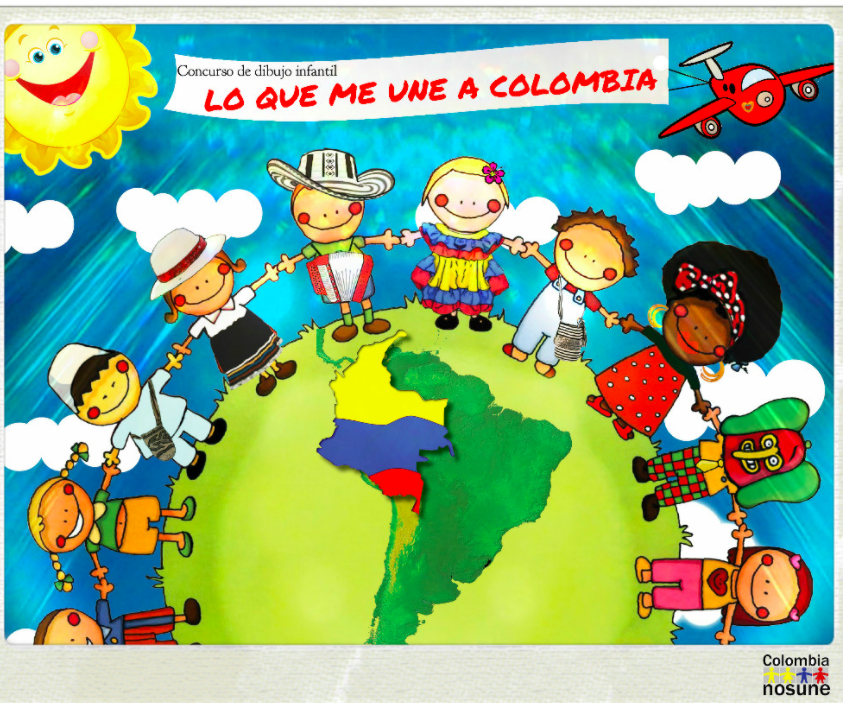 Concurso de dibujo infantil
LO QUE ME UNE A COLOMBIA
Colombia
nosune